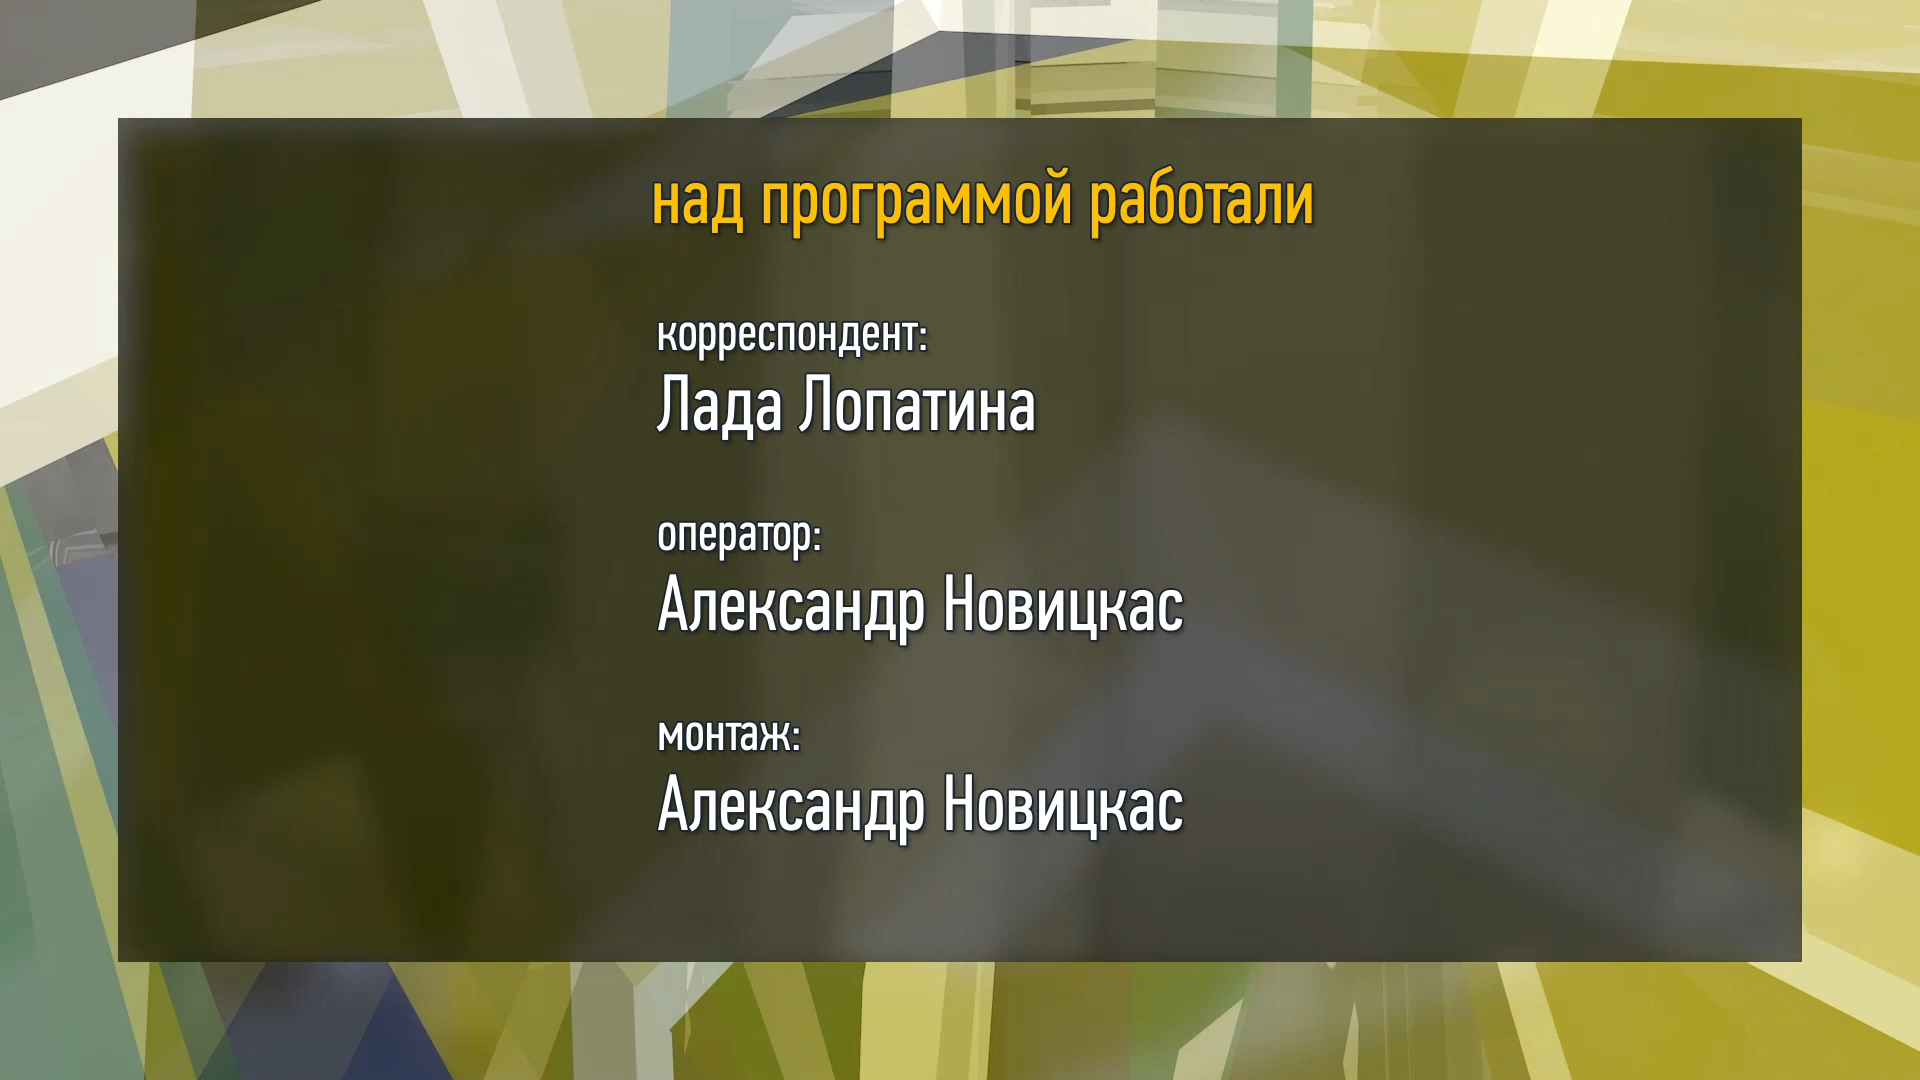 над программой работали
корреспондент:
Лада Лопатина
оператор:
Александр Новицкас
монтаж:
Александр Новицкас